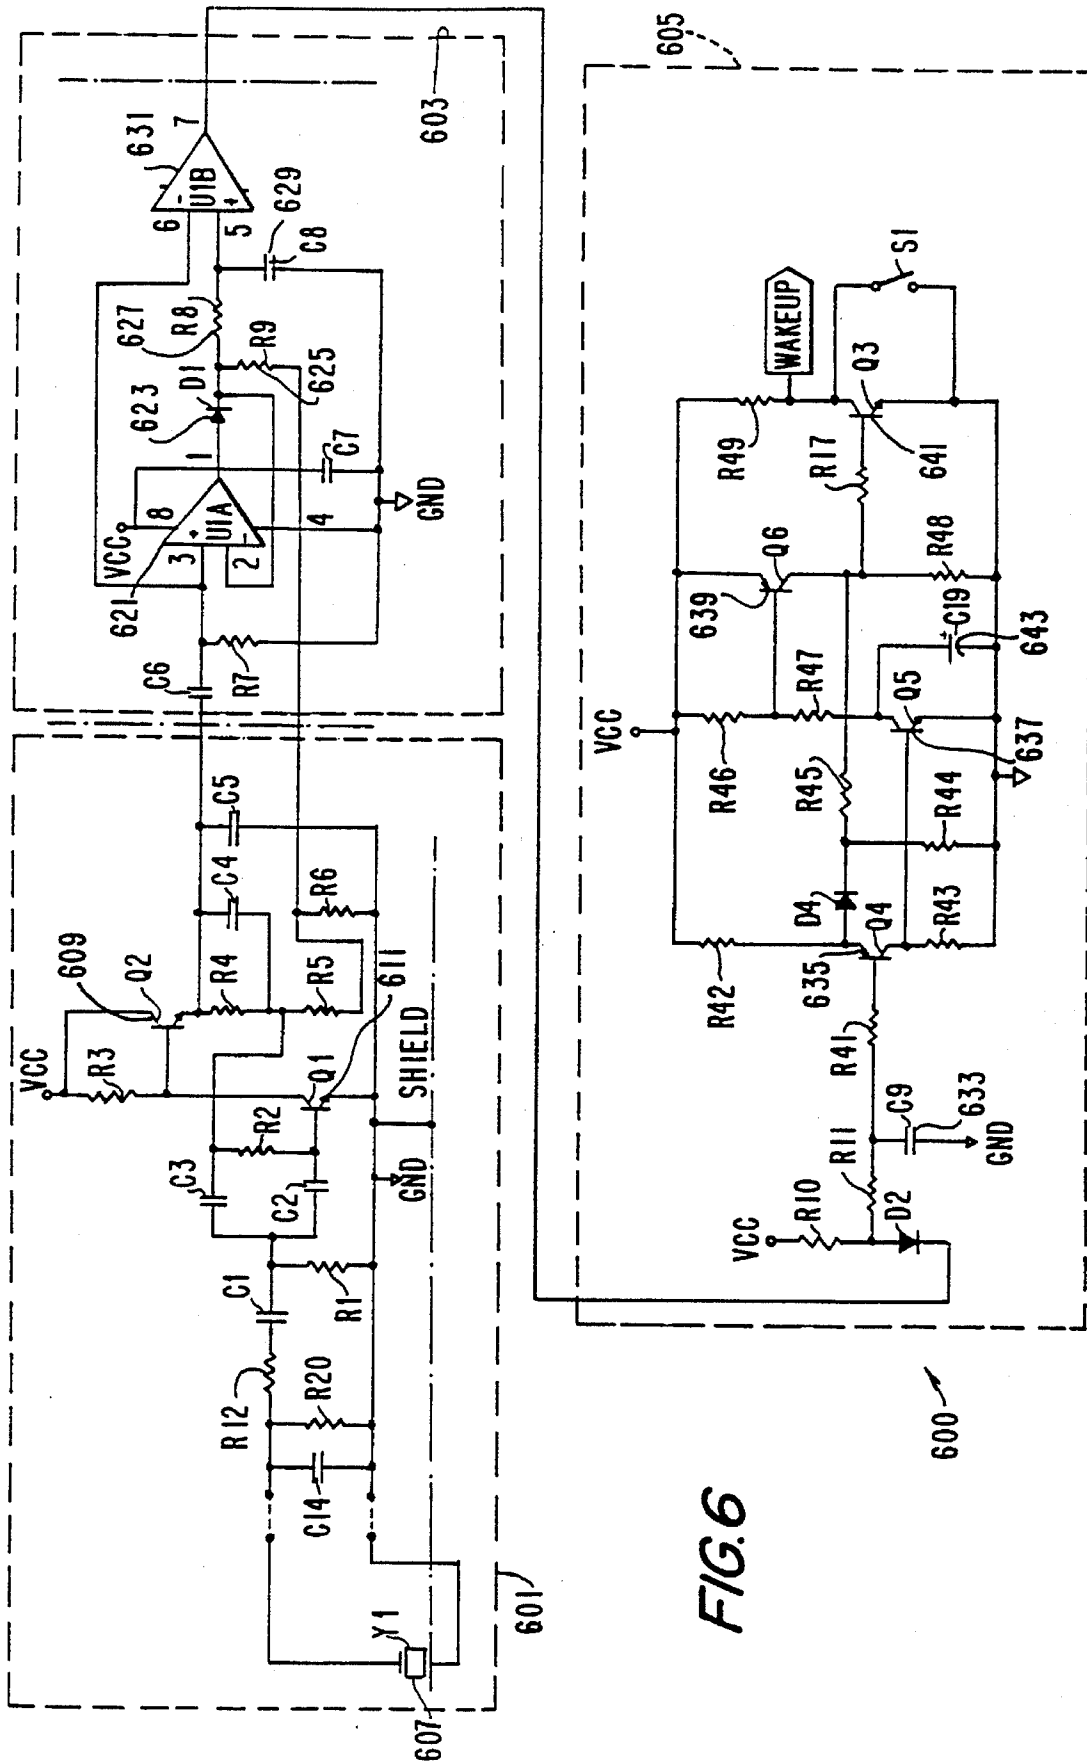 VCC
609
R3
Q2
R4
C4
C5
C3
R2
Q1
R5
R6
611
C2
SHIELD
GND
C1
R12
R1
R20
C14
Y1
607
601
C6
R7
VCC
621
8
3
2
+
U1A
-
1
4
C7
GND
623
D1
627
R8
R9
625
629
C8
6
5
-
U1B
+
7
631
603
605
VCC
R10
R11
D2
C9
633
GND
R41
R42
635
D4
Q4
R43
VCC
R46
R45
R44
R47
Q5
637
639
Q6
+
C19
643
R48
R17
R49
WAKEUP
Q3
641
S1
600
FIG.6